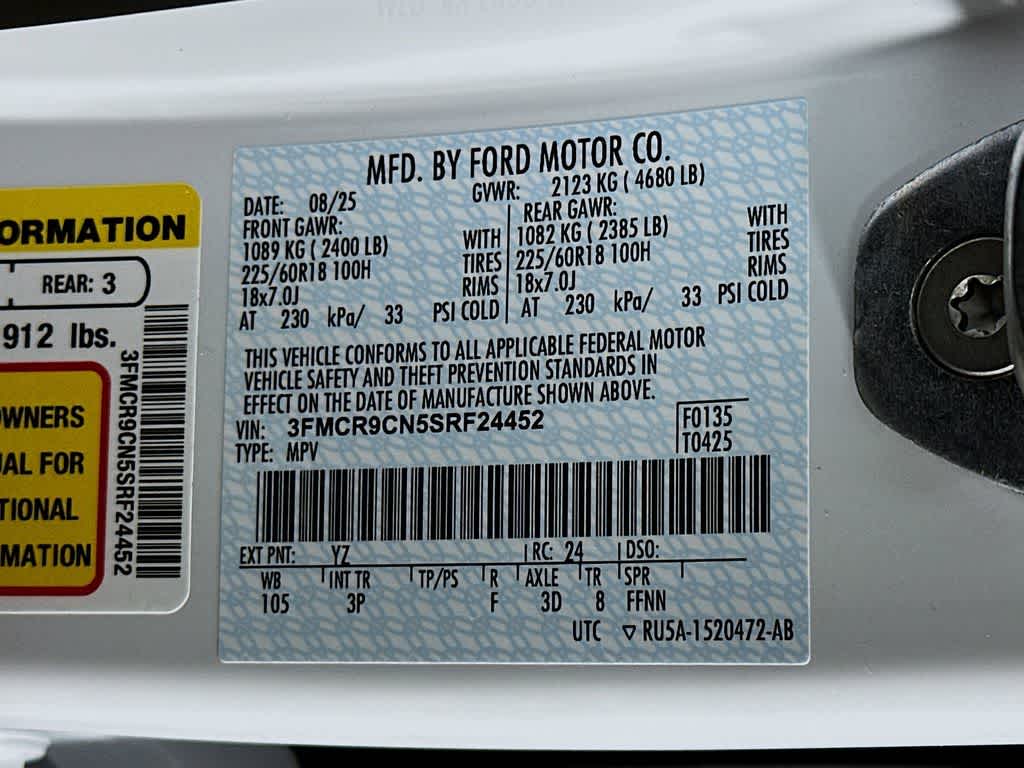 MFD. BY FORD MOTOR CO.
DATE: 08/25 GVWR: 2123 KG ( 4680 LB)
FRONT GAWR: REAR GAWR:
1089 KG ( 2400 LB) WITH 1082 KG ( 2385 LB) WITH
225/60R18 100H TIRES 225/60R18 100H TIRES
18x7.0J RIMS 18x7.0J RIMS
AT 230 kPa/ 33 PSI COLD AT 230 kPa/ 33 PSI COLD
THIS VEHICLE CONFORMS TO ALL APPLICABLE FEDERAL MOTOR
VEHICLE SAFETY AND THEFT PREVENTION STANDARDS IN
EFFECT ON THE DATE OF MANUFACTURE SHOWN ABOVE.
VIN: 3FMCR9CN5SRF24452 F0135
TYPE: MPV T0425
EXT PNT: YZ RC: 24 DSO:
WB INT TR TP/PS R AXLE TR SPR
105 3P F 3D 8 FFNN
UTC ▽RU5A-1520472-AB
ORMATION
REAR: 3
912 lbs.
3FMCR9CN5SRF24452
WNERS
UAL FOR
TIONAL
MATION